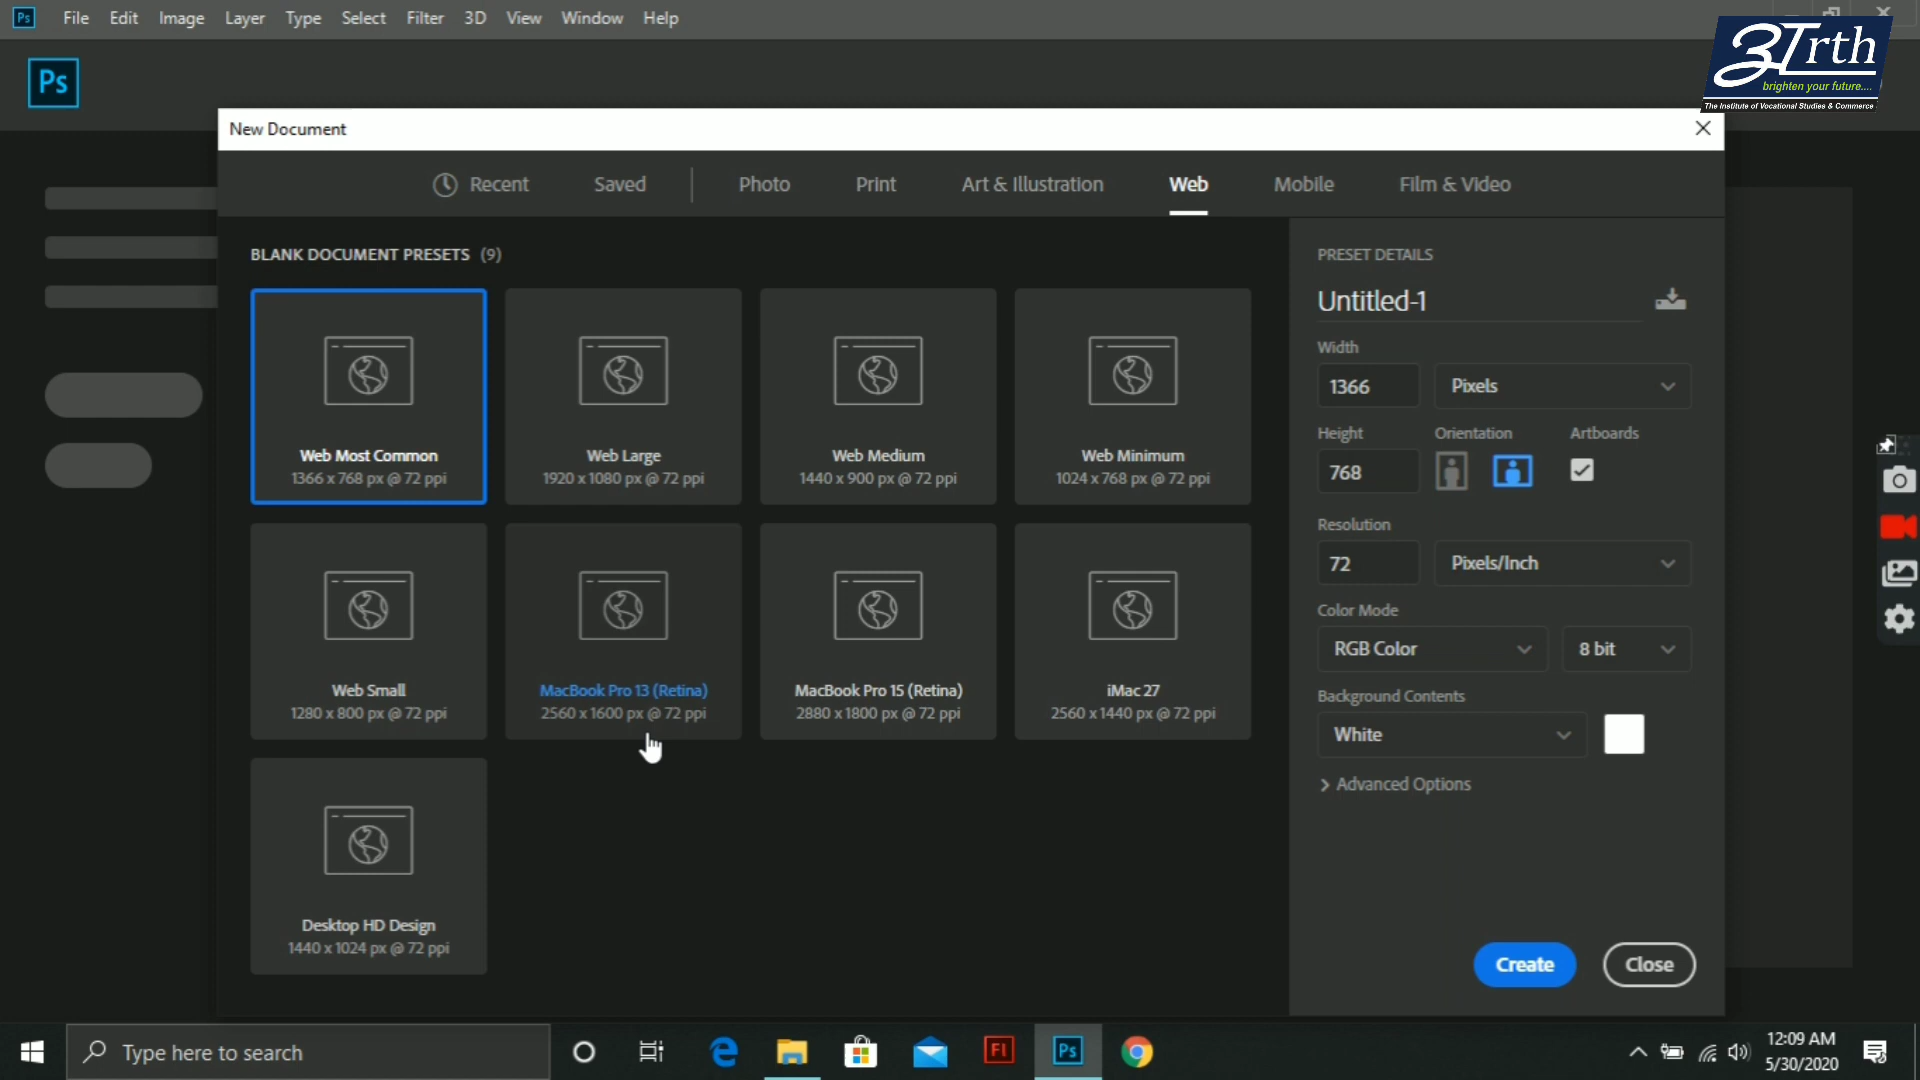 Ps File Edit Image Layer Type Select Filter 3D View Window Help
3Trth
brighten your future....
The Institute of Vocational Studies & Commerce
Ps
New Document
Recent Saved Photo Print Art & Illustration Web Mobile Film & Video
BLANK DOCUMENT PRESETS (9)
Web Most Common
1366 x 768 px @ 72 ppi
Web Large
1920 x 1080 px @ 72 ppi
Web Medium
1440 x 900 px @ 72 ppi
Web Minimum
1024 x 768 px @ 72 ppi
Web Small
1280 x 800 px @ 72 ppi
MacBook Pro 13 (Retina)
2560 x 1600 px @ 72 ppi
MacBook Pro 15 (Retina)
2880 x 1800 px @ 72 ppi
iMac 27
2560 x 1440 px @ 72 ppi
Desktop HD Design
1440 x 1024 px @ 72 ppi
PRESET DETAILS
Untitled-1
Width
1366 Pixels
Height Orientation Artboards
768
Resolution
72 Pixels/Inch
Color Mode
RGB Color 8 bit
Background Contents
White
Advanced Options
Create Close
Type here to search
Fl
Ps
12:09 AM
5/30/2020